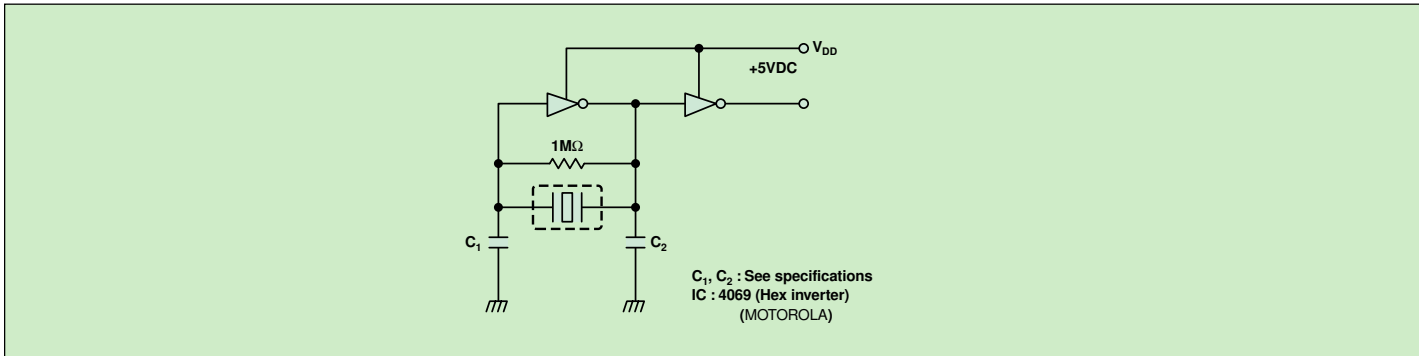 V_DD
+5VDC
1MΩ
C₁
C₂
C₁, C₂ : See specifications
IC : 4069 (Hex inverter)
(MOTOROLA)